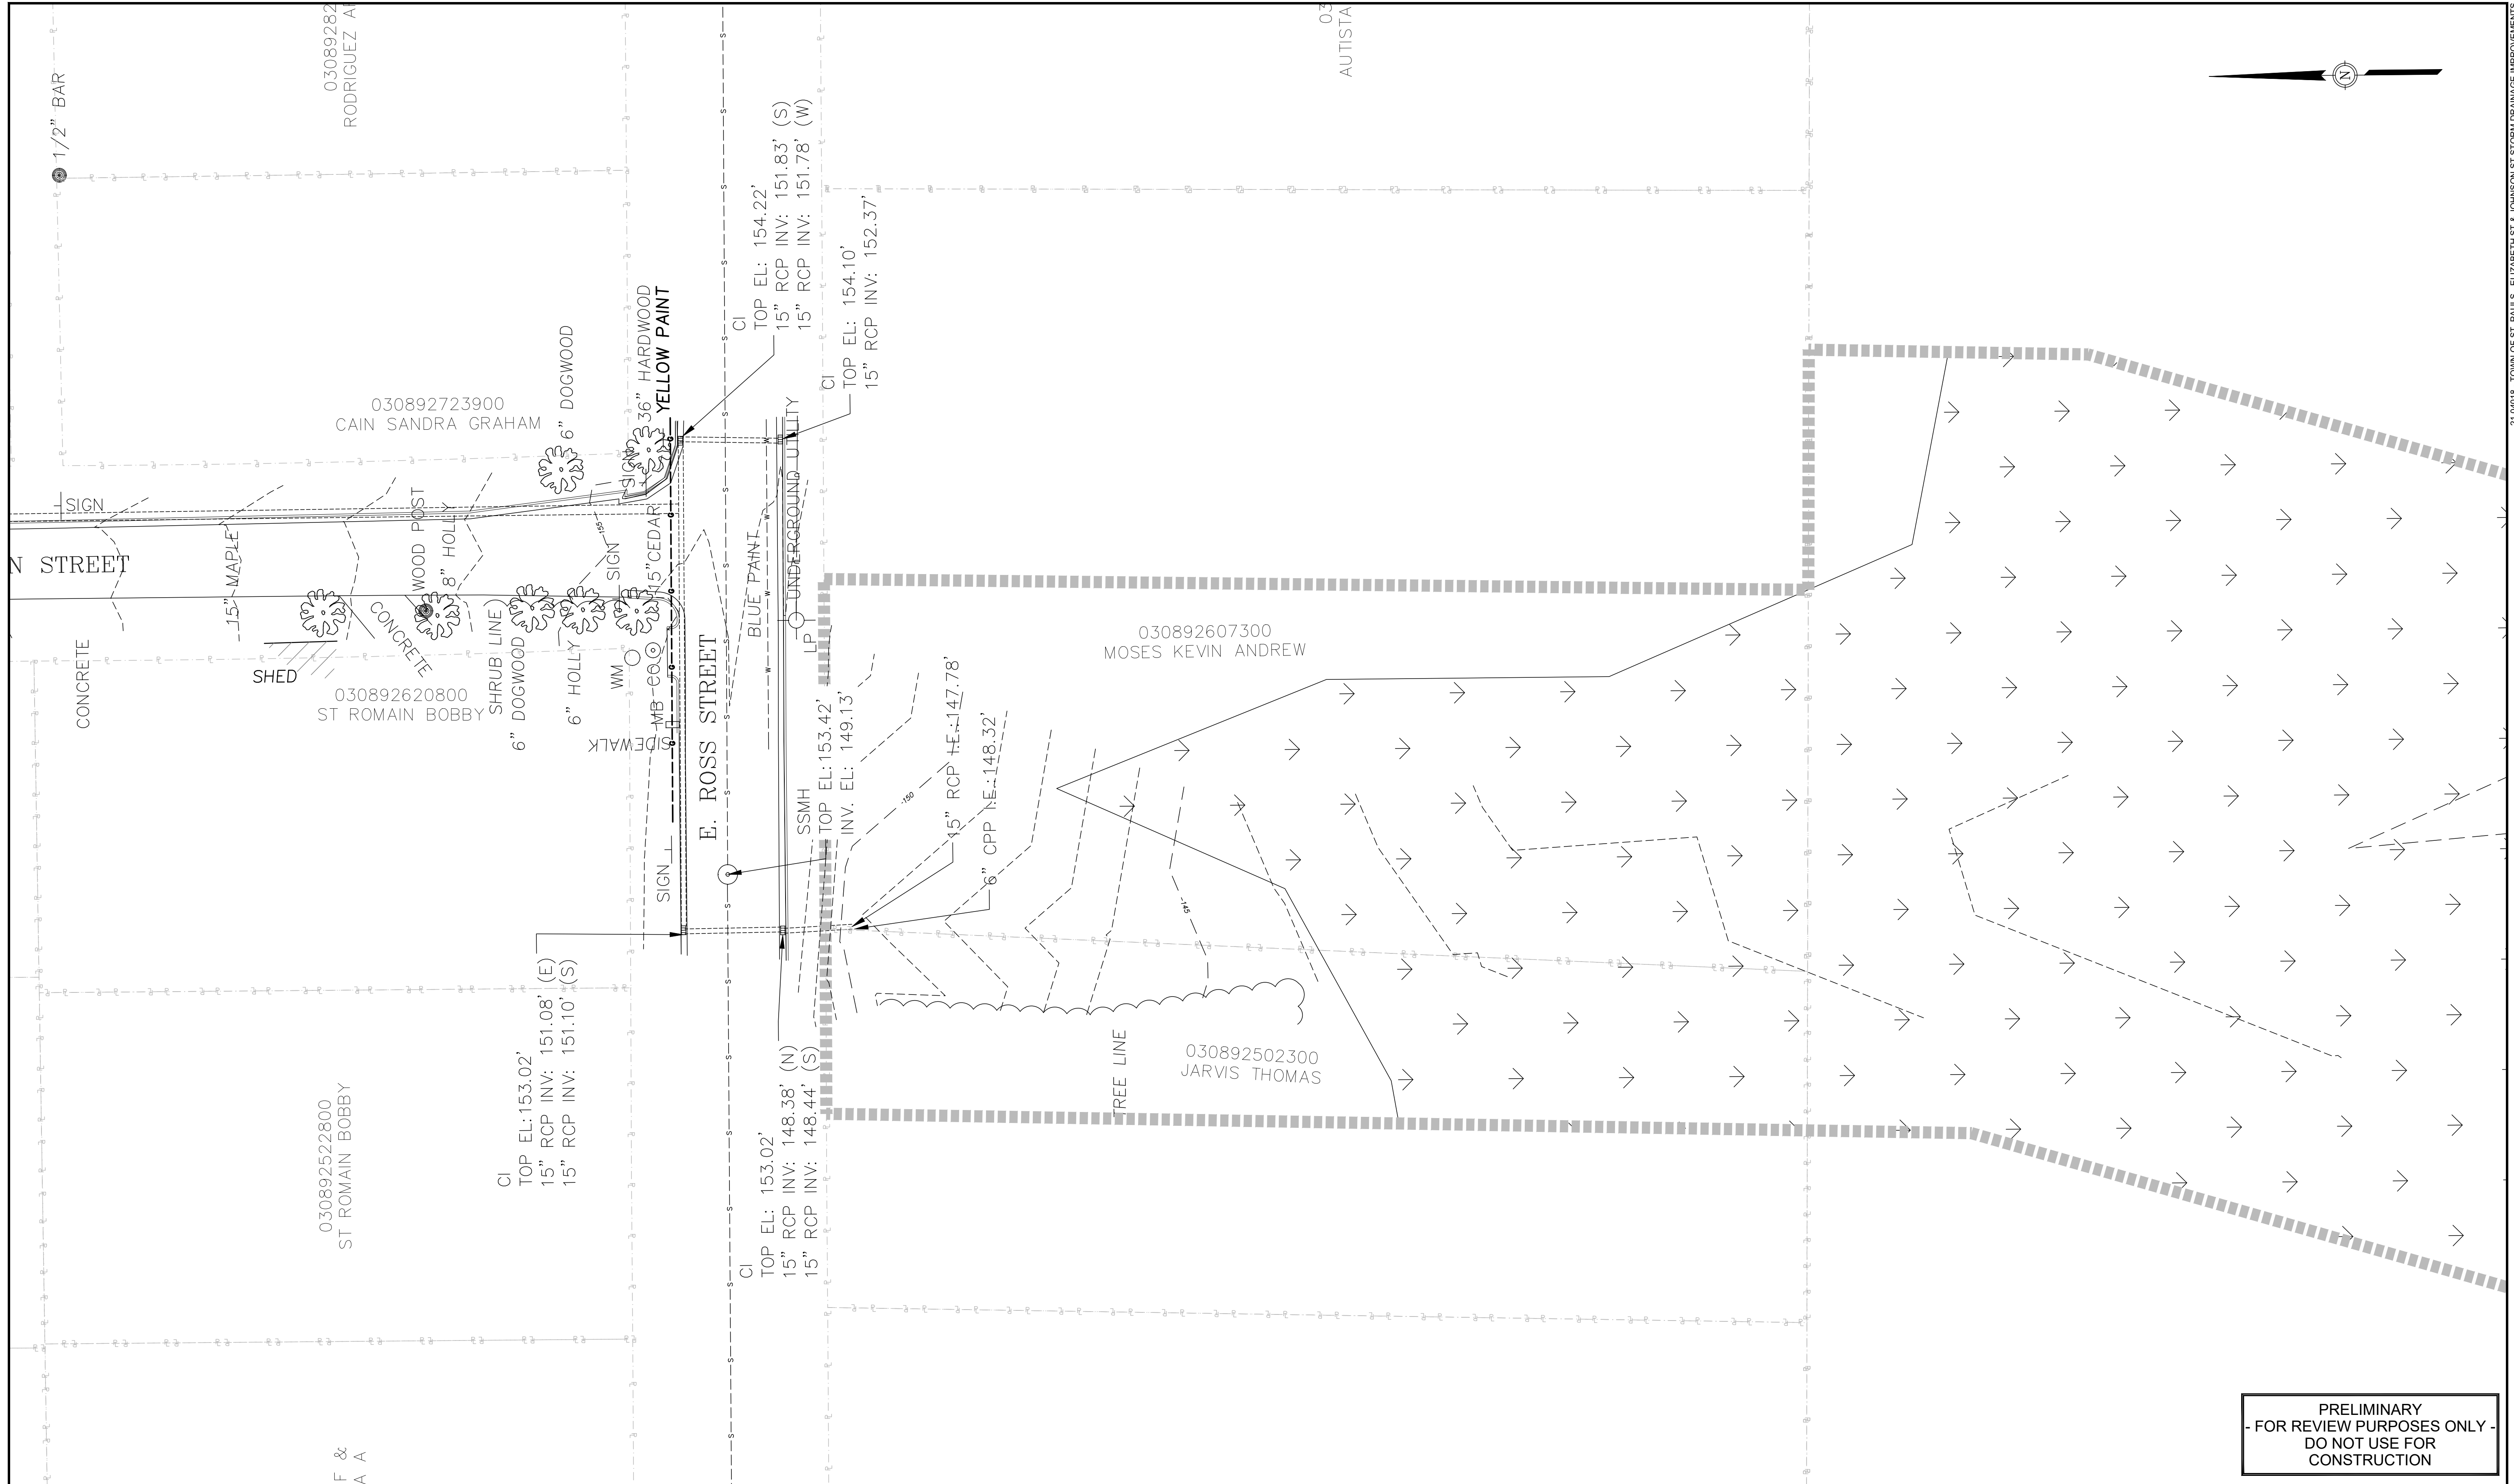 1/2" BAR
03089282
RODRIGUEZ
03
AUTISTA
N
030892723900
CAIN SANDRA GRAHAM
6" DOGWOOD
36" HARDWOOD
YELLOW PAINT
SIGN
CI
TOP EL: 154.22'
15" RCP INV: 151.83' (S)
15" RCP INV: 151.78' (W)
CI
TOP EL: 154.10'
15" RCP INV: 152.37'
SIGN
N STREET
CONCRETE
15" MAPLE
SHED
CONCRETE
WOOD POST
8" HOLLY
030892620800
ST ROMAIN BOBBY
SHRUB LINE
6" DOGWOOD
6" HOLLY
SIGN
15" CEDAR
-155-
WM
CO
MB
SIDEWALK
SIGN
E. ROSS STREET
BLUE PAINT
UNDERGROUND UTILITY
LP
SSMH
TOP EL: 153.42'
INV. EL: 149.13'
-150
15" RCP I.E.: 147.78'
6" CPP I.E.: 148.32'
-145
030892607300
MOSES KEVIN ANDREW
030892502300
JARVIS THOMAS
TREE LINE
CI
TOP EL: 153.02'
15" RCP INV: 151.08' (E)
15" RCP INV: 151.10' (S)
CI
TOP EL: 153.02'
15" RCP INV: 148.38' (N)
15" RCP INV: 148.44' (S)
030892522800
ST ROMAIN BOBBY
F &
A A
PRELIMINARY
- FOR REVIEW PURPOSES ONLY -
DO NOT USE FOR
CONSTRUCTION